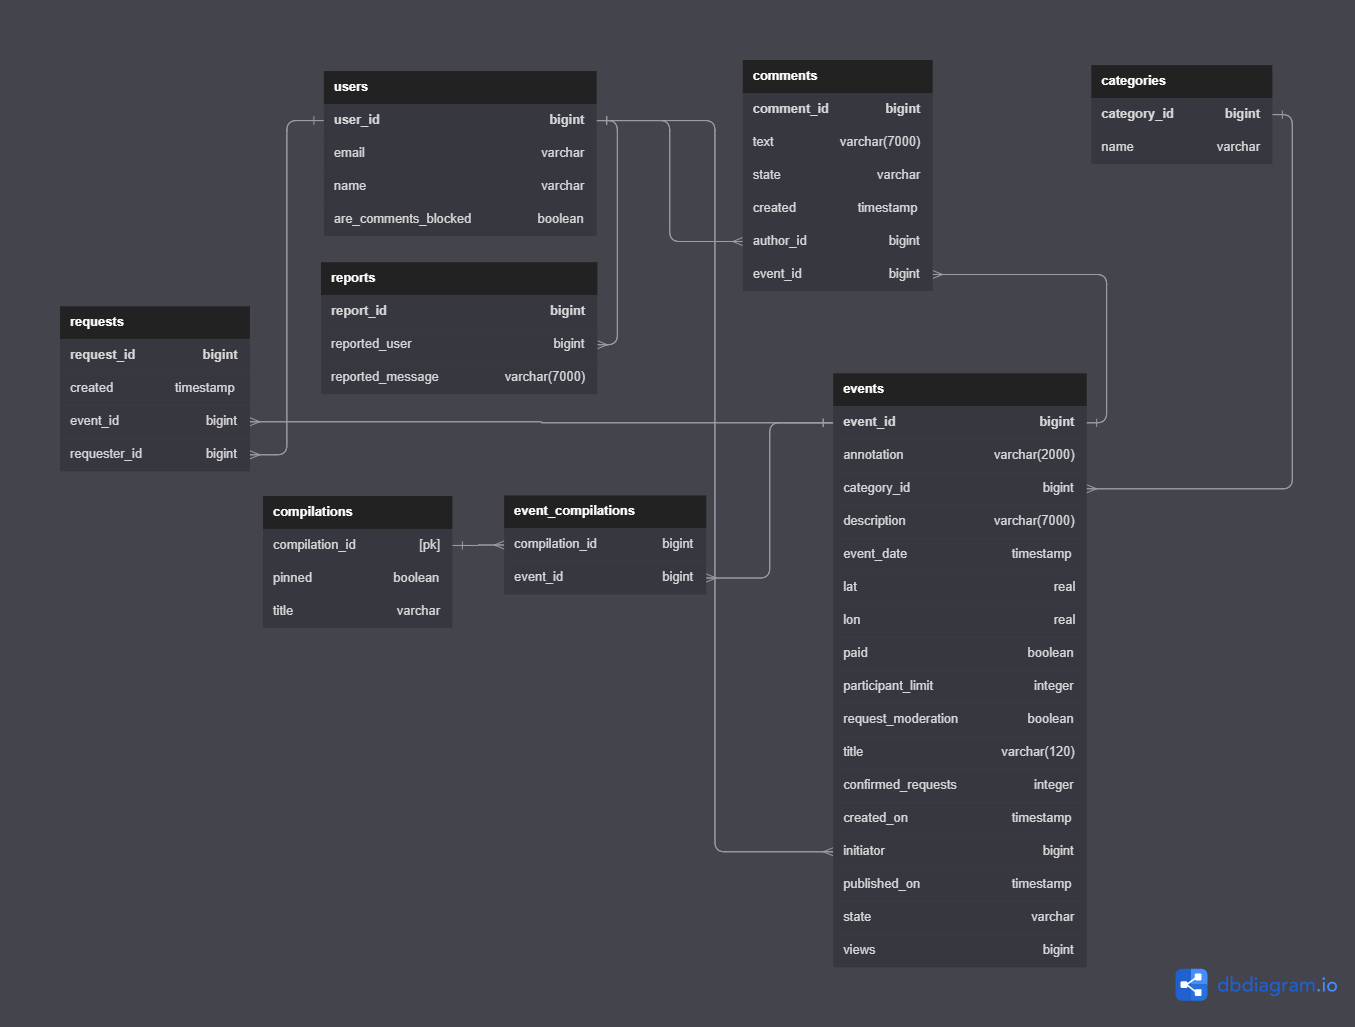 users
user_id bigint
email varchar
name varchar
are_comments_blocked boolean
comments
comment_id bigint
text varchar(7000)
state varchar
created timestamp
author_id bigint
event_id bigint
categories
category_id bigint
name varchar
reports
report_id bigint
reported_user bigint
reported_message varchar(7000)
requests
request_id bigint
created timestamp
event_id bigint
requester_id bigint
events
event_id bigint
annotation varchar(2000)
category_id bigint
description varchar(7000)
event_date timestamp
lat real
lon real
paid boolean
participant_limit integer
request_moderation boolean
title varchar(120)
confirmed_requests integer
created_on timestamp
initiator bigint
published_on timestamp
state varchar
views bigint
compilations
compilation_id [pk]
pinned boolean
title varchar
event_compilations
compilation_id bigint
event_id bigint
dbdiagram.io